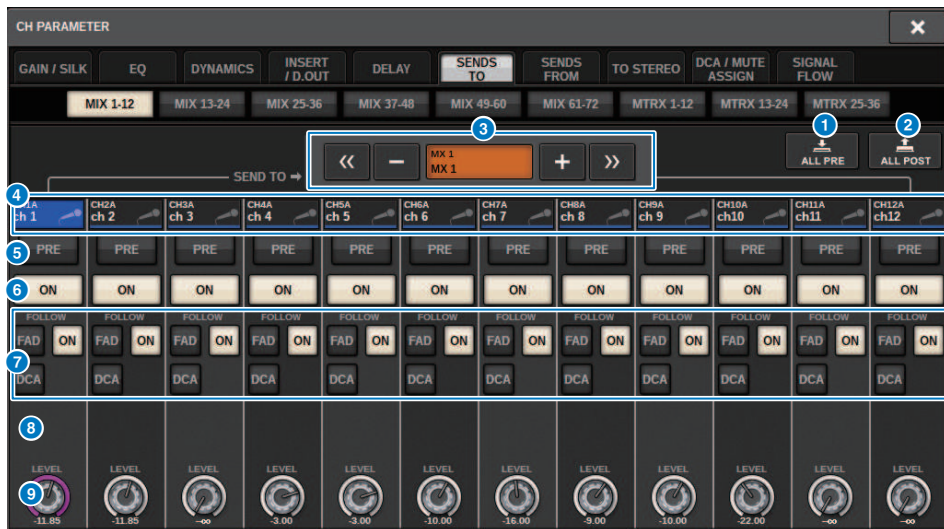 CH PARAMETER
GAIN / SILK EQ DYNAMICS INSERT / D.OUT DELAY SENDS TO SENDS FROM TO STEREO DCA / MUTE ASSIGN SIGNAL FLOW
MIX 1-12 MIX 13-24 MIX 25-36 MIX 37-48 MIX 49-60 MIX 61-72 MTRX 1-12 MTRX 13-24 MTRX 25-36
3 1 2
MX 1
MX 1
ALL PRE ALL POST
SEND TO
4 CH2A CH3A CH4A CH5A CH6A CH7A CH8A CH9A CH10A CH11A CH12A
ch 1 ch 2 ch 3 ch 4 ch 5 ch 6 ch 7 ch 8 ch 9 ch10 ch11 ch12
5 PRE PRE PRE PRE PRE PRE PRE PRE PRE PRE PRE PRE
6 ON ON ON ON ON ON ON ON ON ON ON ON
FOLLOW FOLLOW FOLLOW FOLLOW FOLLOW FOLLOW FOLLOW FOLLOW FOLLOW FOLLOW FOLLOW FOLLOW
FAD ON FAD ON FAD ON FAD ON FAD ON FAD ON FAD ON FAD ON FAD ON FAD ON FAD ON FAD ON
7 DCA DCA DCA DCA DCA DCA DCA DCA DCA DCA DCA DCA
8
LEVEL LEVEL LEVEL LEVEL LEVEL LEVEL LEVEL LEVEL LEVEL LEVEL LEVEL LEVEL
9
-11.85 -11.85 -∞ -3.00 -3.00 -10.00 -16.00 -9.00 -10.00 -22.00 -∞ -∞